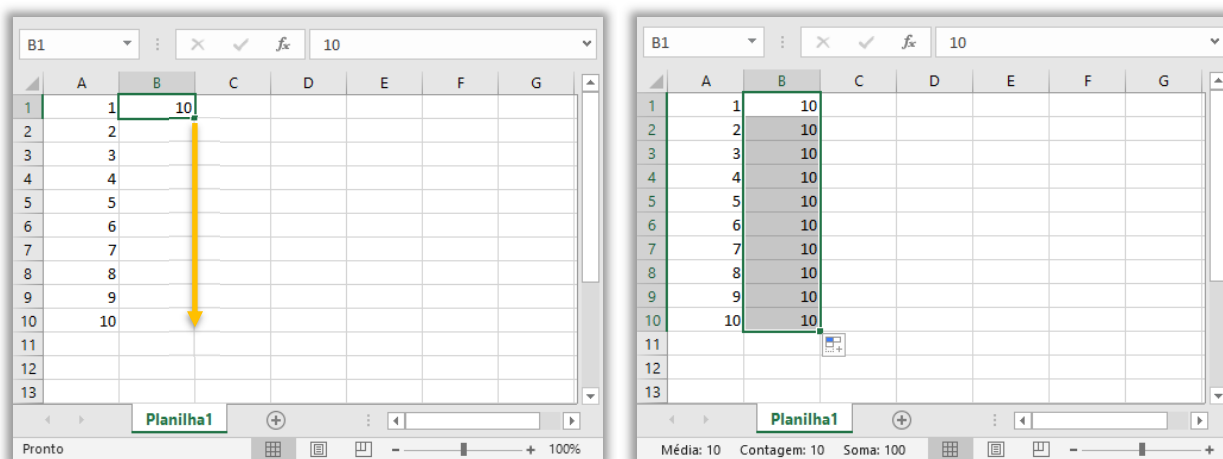 B1 fx 10
A B C D E F G
1 1 10
2 2
3 3
4 4
5 5
6 6
7 7
8 8
9 9
10 10
11
12
13
Planilha1
Pronto 100%
B1 fx 10
A B C D E F G
1 1 10
2 2 10
3 3 10
4 4 10
5 5 10
6 6 10
7 7 10
8 8 10
9 9 10
10 10 10
11
12
13
Planilha1
Média: 10 Contagem: 10 Soma: 100